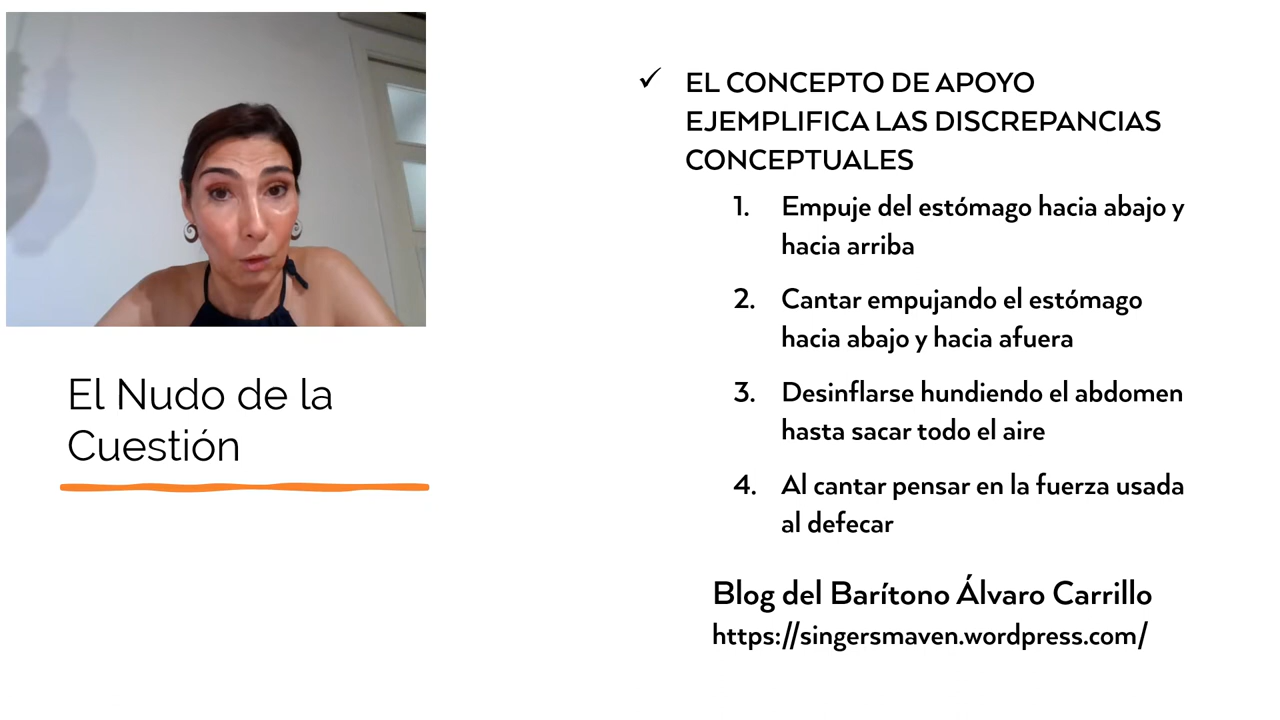 El Nudo de la
Cuestión
✓ EL CONCEPTO DE APOYO
EJEMPLIFICA LAS DISCREPANCIAS
CONCEPTUALES
1. Empuje del estómago hacia abajo y
hacia arriba
2. Cantar empujando el estómago
hacia abajo y hacia afuera
3. Desinflarse hundiendo el abdomen
hasta sacar todo el aire
4. Al cantar pensar en la fuerza usada
al defecar
Blog del Barítono Álvaro Carrillo
https://singersmaven.wordpress.com/